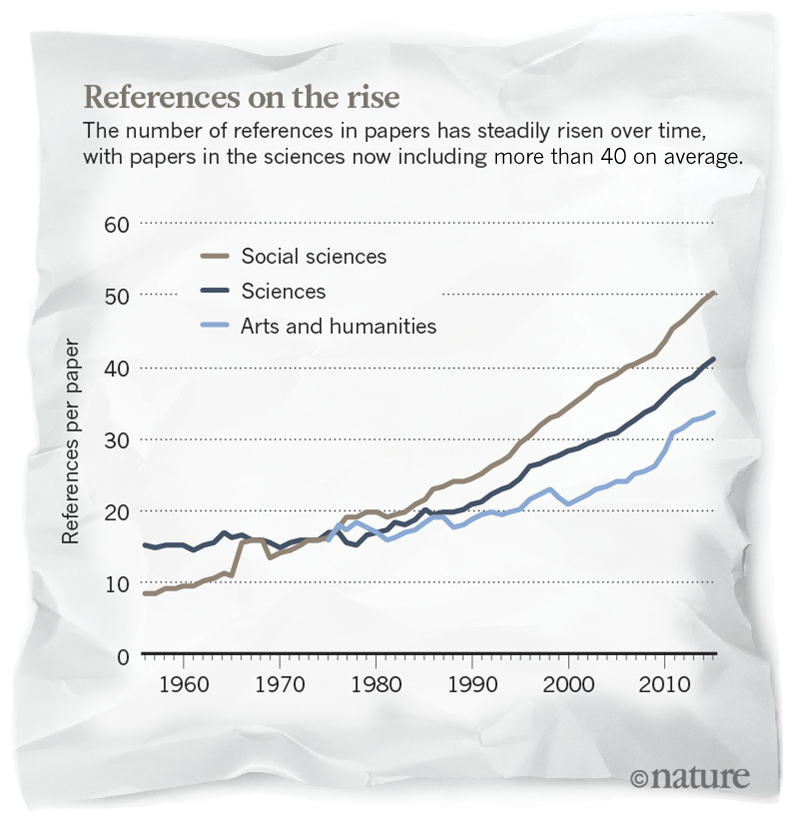 References on the rise
The number of references in papers has steadily risen over time,
with papers in the sciences now including more than 40 on average.
60
Social sciences
50
Sciences
Arts and humanities
40
30
20
10
0
References per paper
1960 1970 1980 1990 2000 2010
©nature